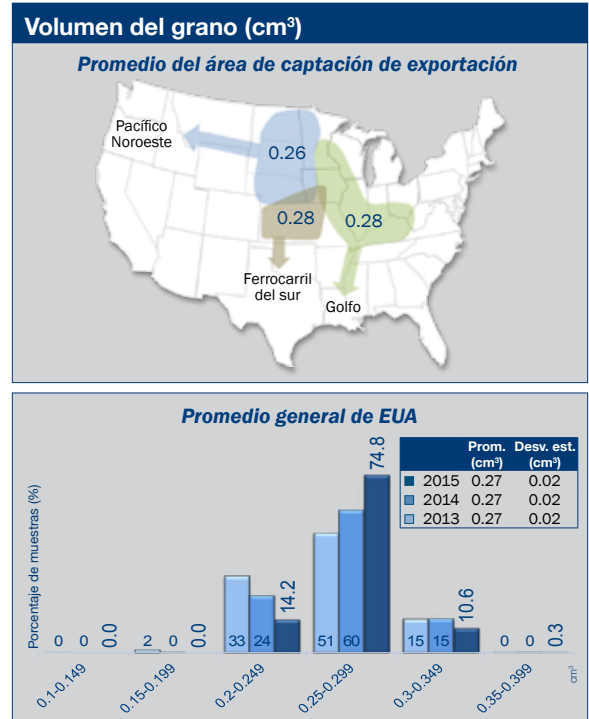 Volumen del grano (cm³)
Promedio del área de captación de exportación
Pacífico
Noroeste
0.26
0.28
0.28
Ferrocarril
del sur
Golfo
Promedio general de EUA
Prom. Desv. est.
(cm³) (cm³)
2015 0.27 0.02
2014 0.27 0.02
2013 0.27 0.02
Porcentaje de muestras (%)
0 0 0.0
2 0 0.0
33 24 14.2
51 60 74.8
15 15 10.6
0 0 0.3
0.1-0.149
0.15-0.199
0.2-0.249
0.25-0.299
0.3-0.349
0.35-0.399
cm³